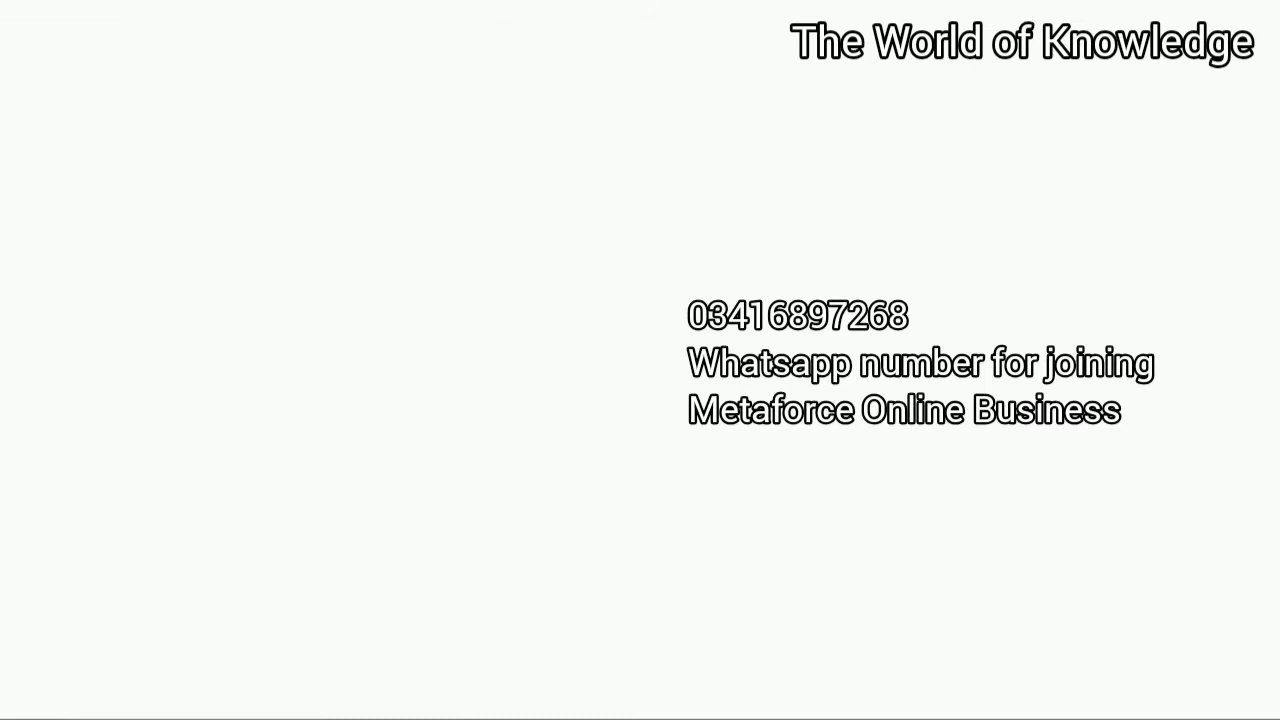 The World of Knowledge
03416897268
Whatsapp number for joining
Metaforce Online Business